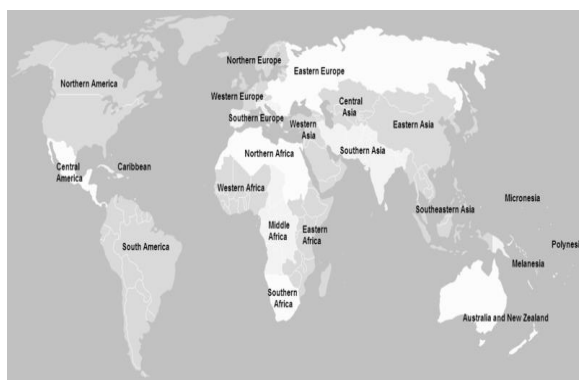 Northern Europe
Eastern Europe
Northern America
Western Europe
Central
Asia
Southern Europe
Western
Asia
Eastern Asia
Northern Africa
Southern Asia
Central
America
Caribbean
Western Africa
Micronesia
Southeastern Asia
Middle
Africa
Eastern
Africa
South America
Polynesi
Melanesia
Southern
Africa
Australia and New Zealand